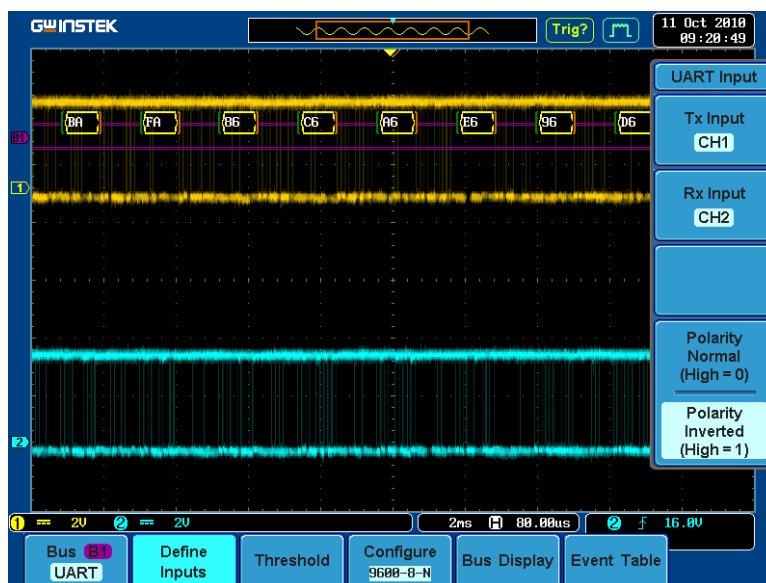 GWINSTEK
Trig?
11 Oct 2010
09:20:49
UART Input
Tx Input
CH1
Rx Input
CH2
Polarity
Normal
(High = 0)
Polarity
Inverted
(High = 1)
B1
BA FA 86 C6 A6 E6 96 D6
1
2
1 2V 2 2V
2ms H 80.00us
2 16.0V
Bus B1
UART
Define
Inputs
Threshold
Configure
9600-8-N
Bus Display
Event Table